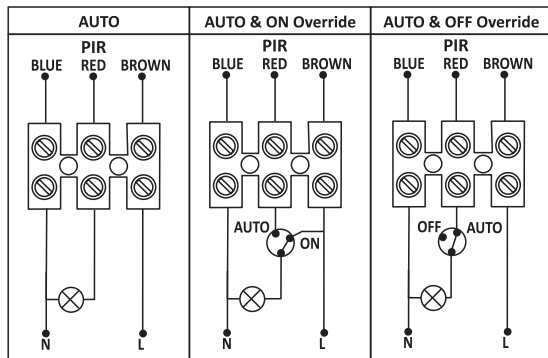 AUTO
PIR
BLUE RED BROWN
N L
AUTO & ON Override
PIR
BLUE RED BROWN
AUTO
ON
N L
AUTO & OFF Override
PIR
BLUE RED BROWN
OFF AUTO
N L